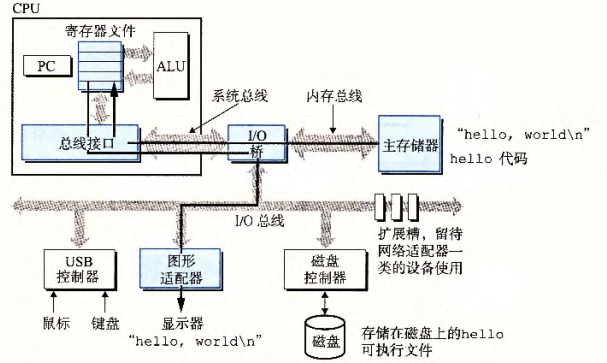 CPU
寄存器文件
PC
ALU
系统总线
内存总线
总线接口
I/O
桥
主存储器
"hello, world\n"
hello 代码
I/O 总线
扩展槽，留待
网络适配器一
类的设备使用
USB
控制器
图形
适配器
磁盘
控制器
鼠标
键盘
显示器
"hello, world\n"
磁盘
存储在磁盘上的hello
可执行文件